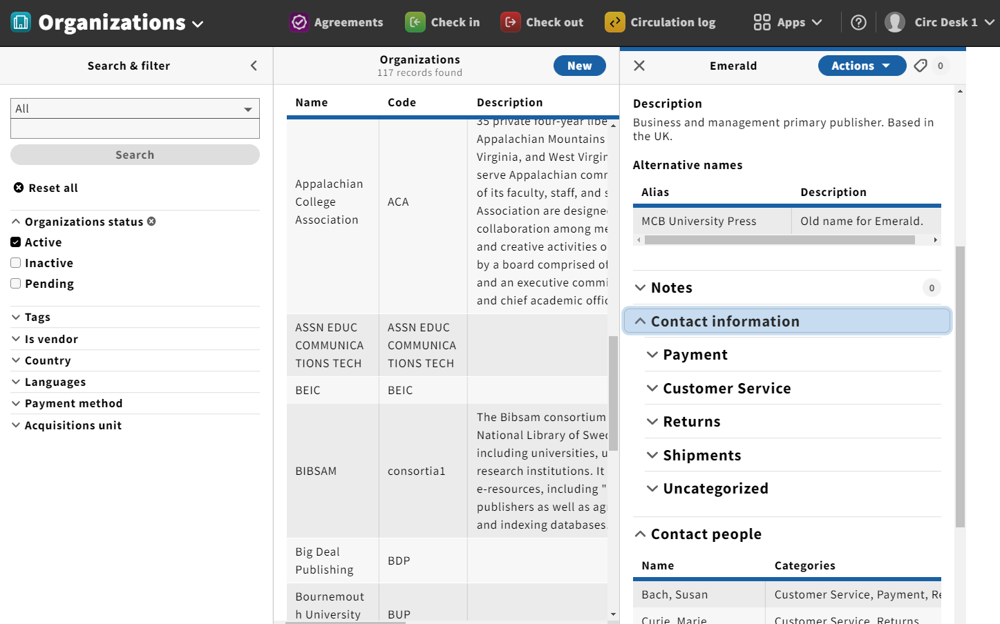 Organizations
Agreements
Check in
Check out
Circulation log
Apps
Circ Desk 1
Search & filter
All
Search
Reset all
Organizations status
Active
Inactive
Pending
Tags
Is vendor
Country
Languages
Payment method
Acquisitions unit
Organizations
117 records found
New
Name Code Description
35 private four-year libe
Appalachian Mountains
Virginia, and West Virgin
serve Appalachian comm
of its faculty, staff, and s
Association are designed
collaboration among me
and creative activities o
by a board comprised of
and an executive commi
and chief academic offic
Appalachian
College
Association
ACA
ASSN EDUC
COMMUNICA
TIONS TECH
ASSN EDUC
COMMUNICA
TIONS TECH
BEIC BEIC
BIBSAM
consortia1
The Bibsam consortium
National Library of Swed
including universities, u
research institutions. It
e-resources, including "
publishers as well as ag
and indexing databases.
Big Deal
Publishing
BDP
Bournemout
h University
BUP
Emerald
Actions
0
Description
Business and management primary publisher. Based in
the UK.
Alternative names
Alias Description
MCB University Press Old name for Emerald.
Notes 0
Contact information
Payment
Customer Service
Returns
Shipments
Uncategorized
Contact people
Name Categories
Bach, Susan Customer Service, Payment, Re
Curie, Marie Customer Service, Returns